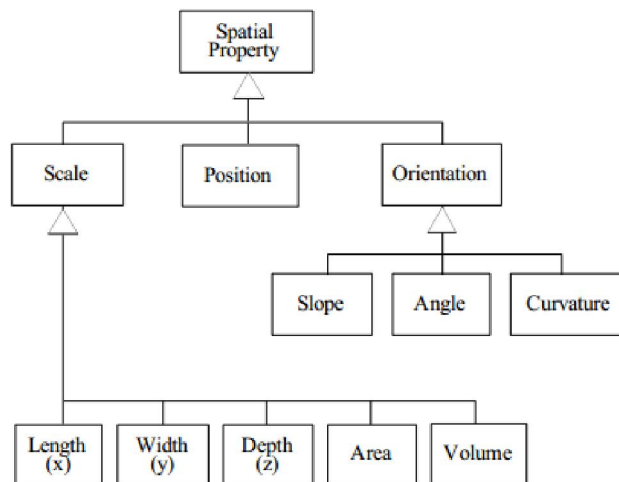 Spatial
Property
Scale
Position
Orientation
Slope
Angle
Curvature
Length
(x)
Width
(y)
Depth
(z)
Area
Volume